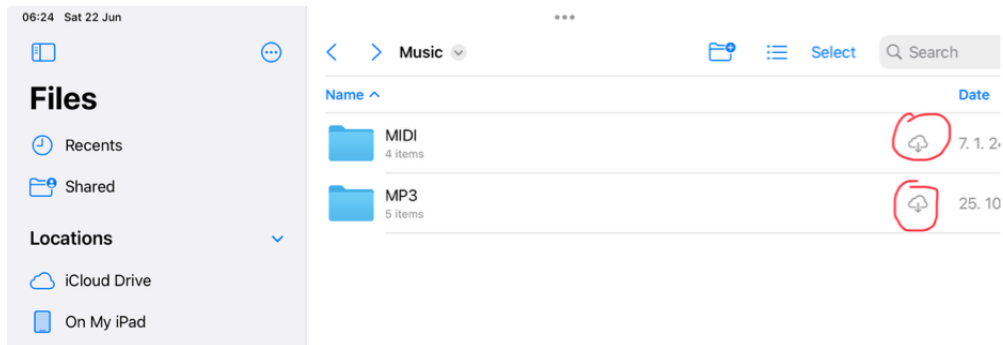 06:24 Sat 22 Jun
Files
Recents
Shared
Locations
iCloud Drive
On My iPad
Music
Select
Search
Name
Date
MIDI
4 items
7. 1. 24
MP3
5 items
25. 10